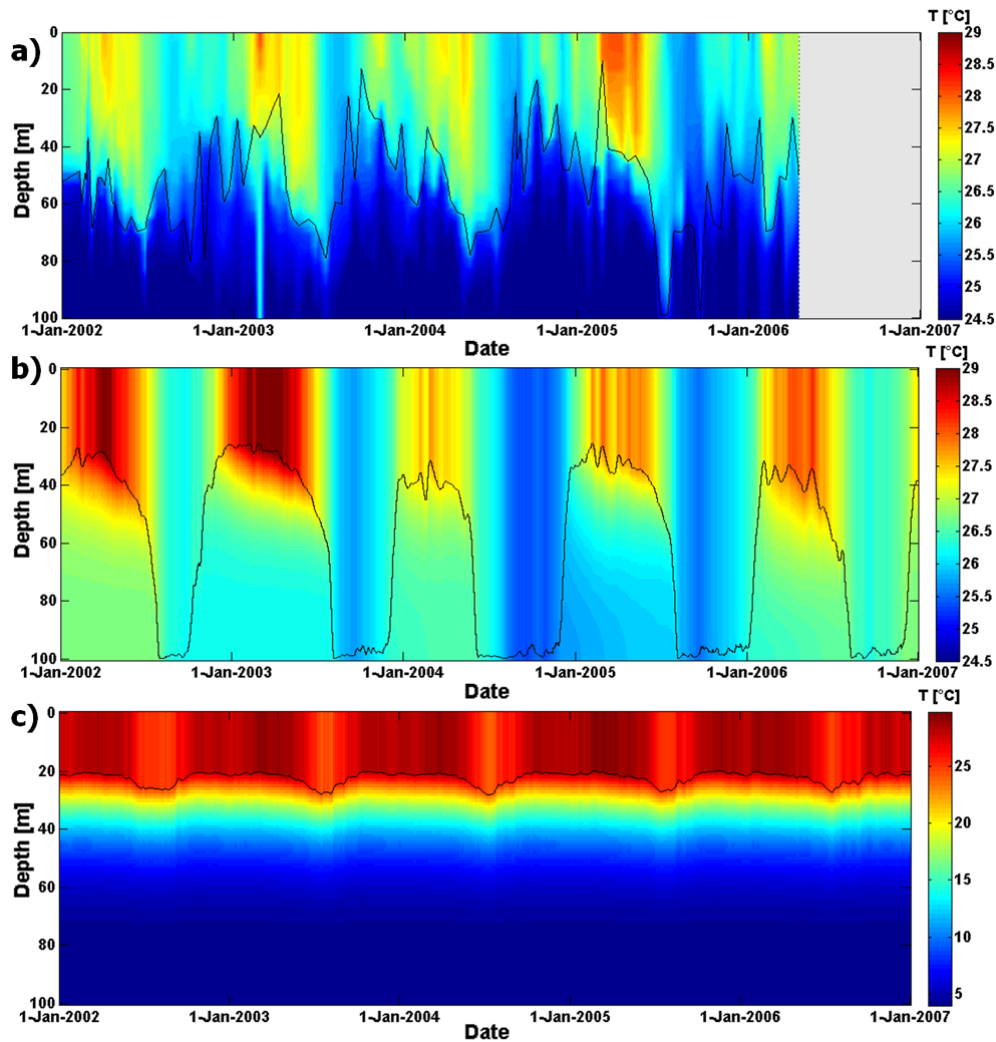 T [°C]
a)
0
20
40
60
80
100
Depth [m]
1-Jan-2002
1-Jan-2003
1-Jan-2004
1-Jan-2005
1-Jan-2006
1-Jan-2007
Date
29
28.5
28
27.5
27
26.5
26
25.5
25
24.5
T [°C]
b)
0
20
40
60
80
100
Depth [m]
1-Jan-2002
1-Jan-2003
1-Jan-2004
1-Jan-2005
1-Jan-2006
1-Jan-2007
Date
29
28.5
28
27.5
27
26.5
26
25.5
25
24.5
T [°C]
c)
0
20
40
60
80
100
Depth [m]
1-Jan-2002
1-Jan-2003
1-Jan-2004
1-Jan-2005
1-Jan-2006
1-Jan-2007
Date
25
20
15
10
5